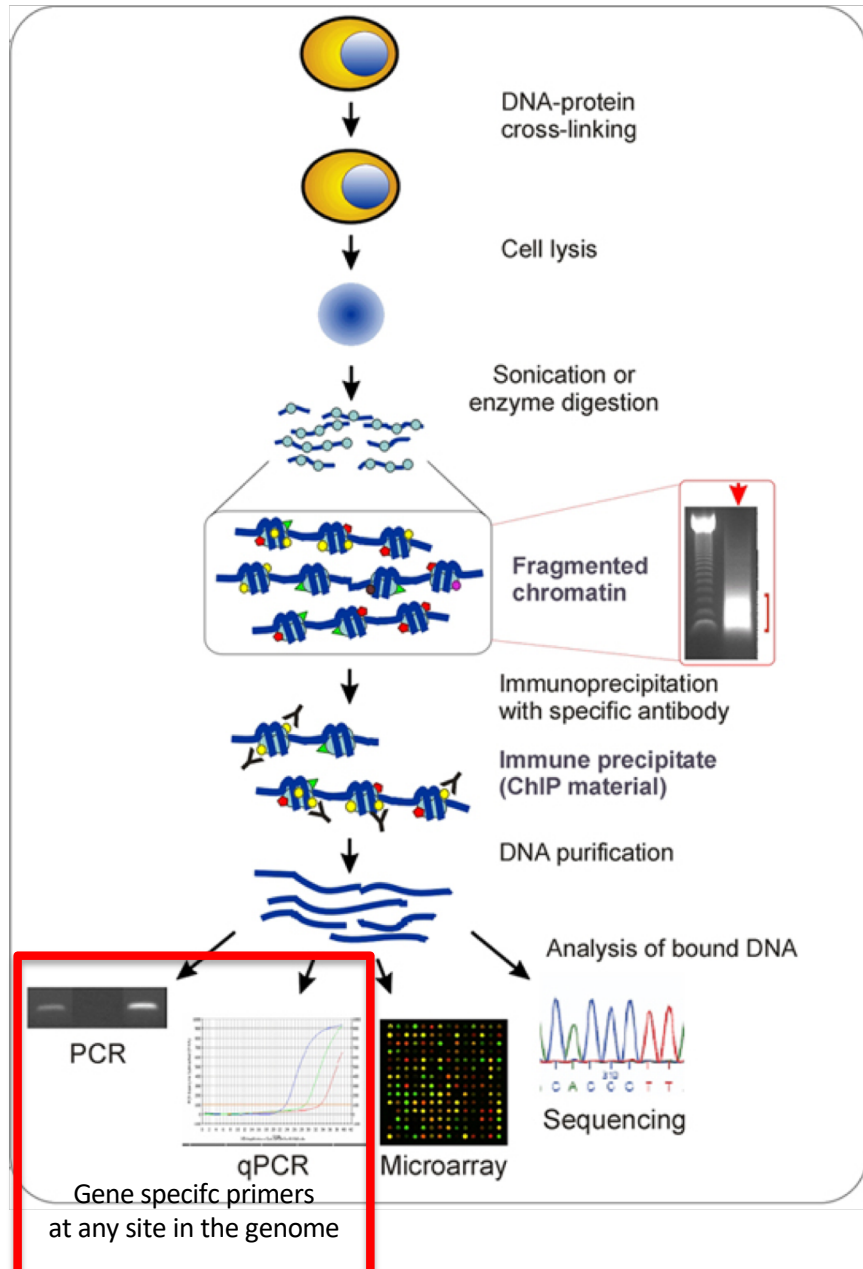 DNA-protein
cross-linking
Cell lysis
Sonication or
enzyme digestion
Fragmented
chromatin
Immunoprecipitation
with specific antibody
Immune precipitate
(ChIP material)
DNA purification
Analysis of bound DNA
PCR
qPCR
Microarray
310
G A C C C T T
Sequencing
Gene specifc primers
at any site in the genome